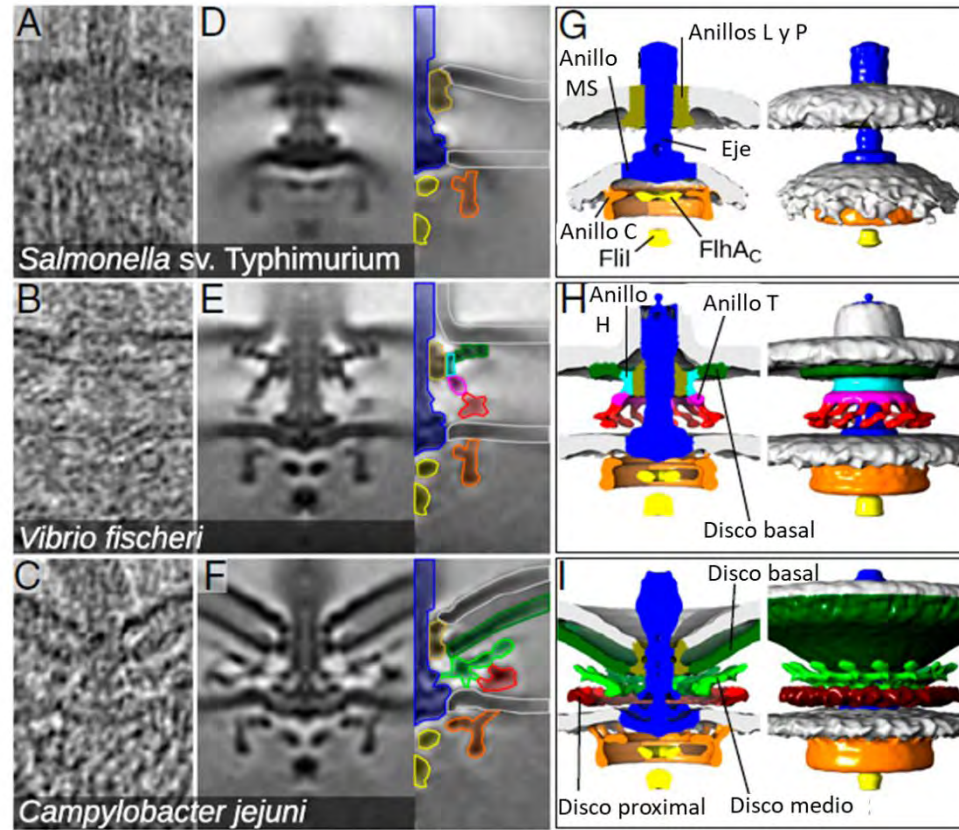 A
D
G
Anillos L y P
Anillo
MS
Eje
Anillo C
FliI
FlhAC
Salmonella sv. Typhimurium
B
E
H
Anillo
H
Anillo T
Disco basal
Vibrio fischeri
C
F
I
Disco basal
Disco proximal
Disco medio
Campylobacter jejuni